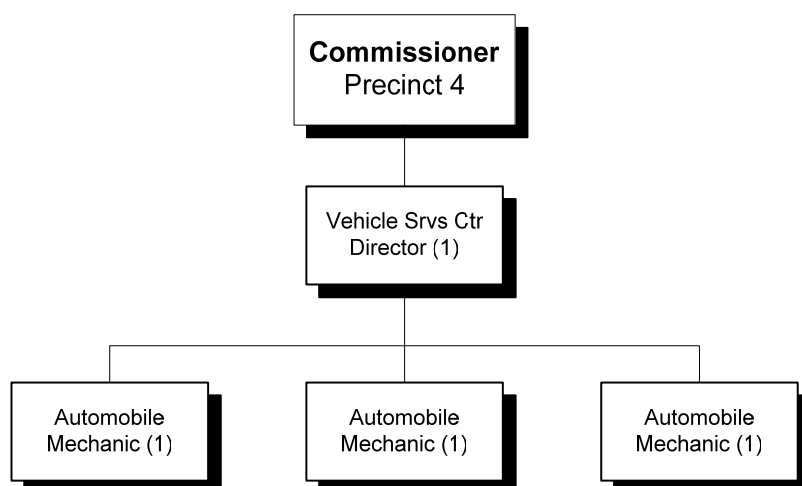 Commissioner
Precinct 4
Vehicle Srvs Ctr
Director (1)
Automobile
Mechanic (1)
Automobile
Mechanic (1)
Automobile
Mechanic (1)